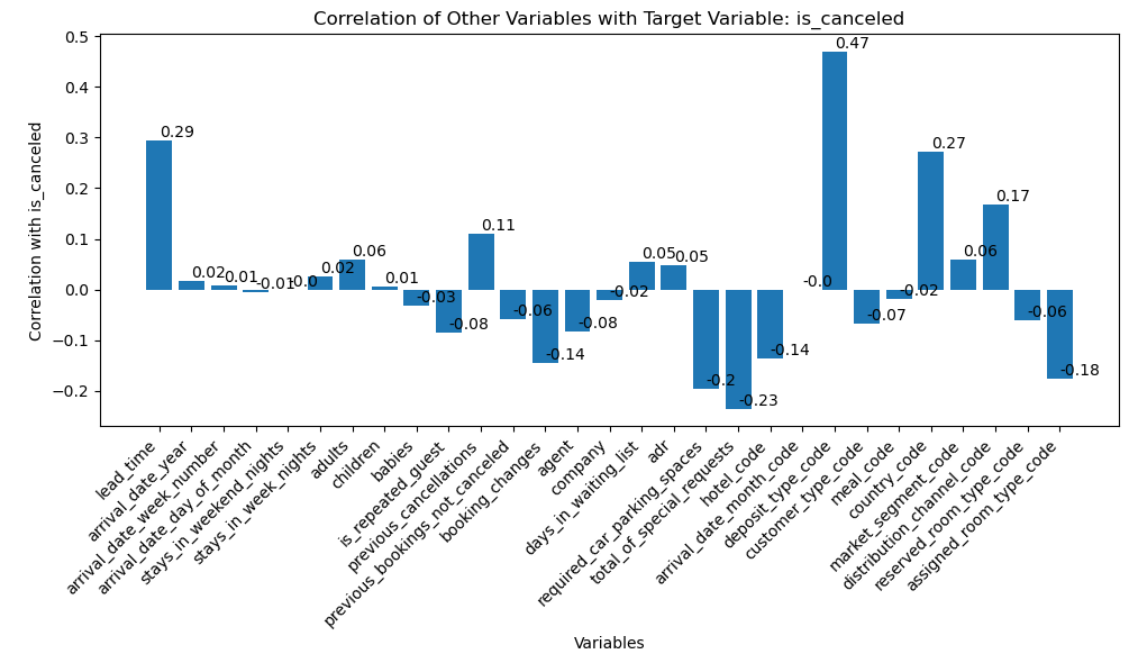 Correlation of Other Variables with Target Variable: is_canceled
Correlation with is_canceled
0.5
0.4
0.3
0.2
0.1
0.0
−0.1
−0.2
0.29
0.02
0.01
-0.01
-0.0
0.02
0.06
0.01
-0.03
-0.08
0.11
-0.06
-0.14
-0.08
-0.02
0.05
0.05
-0.2
-0.23
-0.14
-0.0
0.47
-0.07
-0.02
0.27
0.06
0.17
-0.06
-0.18
lead_time
arrival_date_year
arrival_date_week_number
arrival_date_day_of_month
stays_in_weekend_nights
stays_in_week_nights
adults
children
babies
is_repeated_guest
previous_cancellations
previous_bookings_not_canceled
booking_changes
agent
company
days_in_waiting_list
adr
required_car_parking_spaces
total_of_special_requests
hotel_code
arrival_date_month_code
deposit_type_code
customer_type_code
meal_code
country_code
market_segment_code
distribution_channel_code
reserved_room_type_code
assigned_room_type_code
Variables